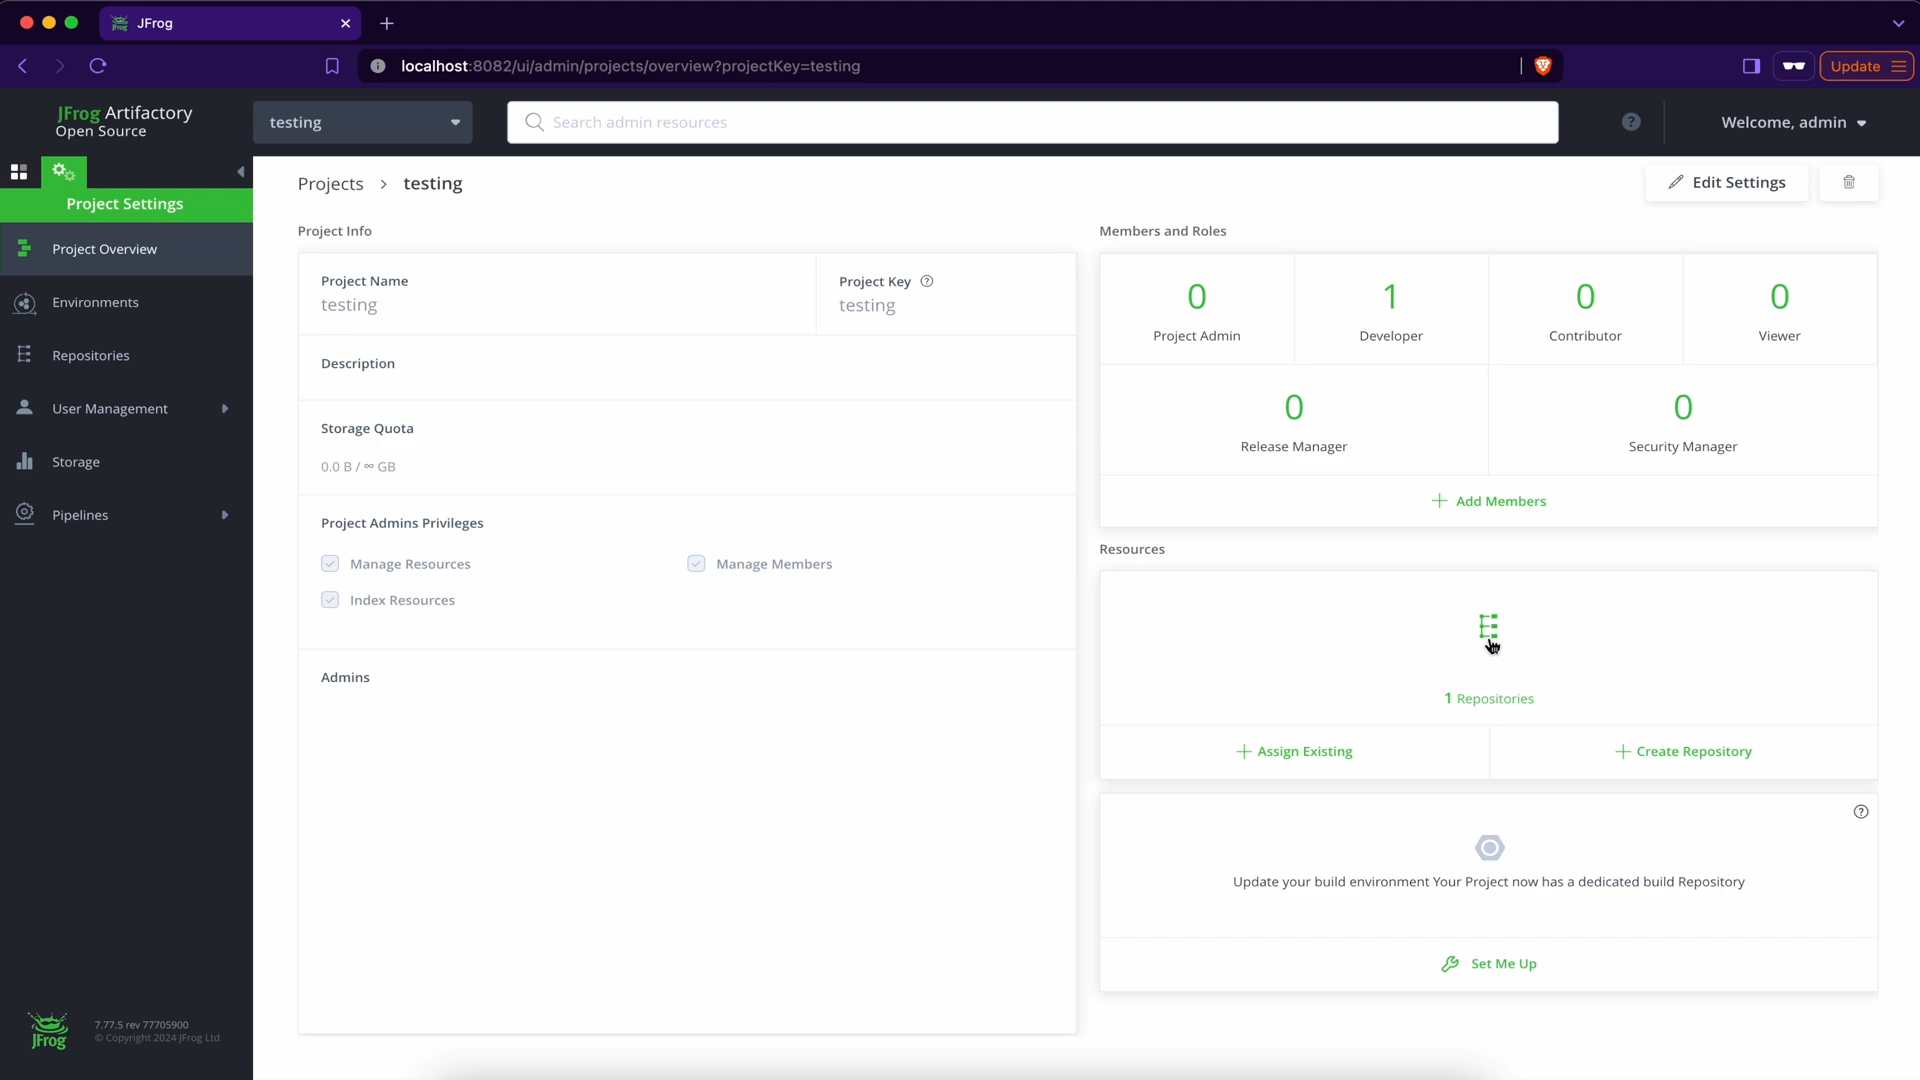 JFrog
localhost:8082/ui/admin/projects/overview?projectKey=testing
Update
JFrog Artifactory
Open Source
testing
Search admin resources
?
Welcome, admin
Project Settings
Project Overview
Environments
Repositories
User Management
Storage
Pipelines
JFrog
7.77.5 rev 77705900
© Copyright 2024 JFrog Ltd
Projects > testing
Edit Settings
Project Info
Project Name
testing
Project Key ?
testing
Description
Storage Quota
0.0 B / ∞ GB
Project Admins Privileges
Manage Resources
Manage Members
Index Resources
Admins
Members and Roles
0
Project Admin
1
Developer
0
Contributor
0
Viewer
0
Release Manager
0
Security Manager
+ Add Members
Resources
1 Repositories
+ Assign Existing
+ Create Repository
?
Update your build environment Your Project now has a dedicated build Repository
Set Me Up